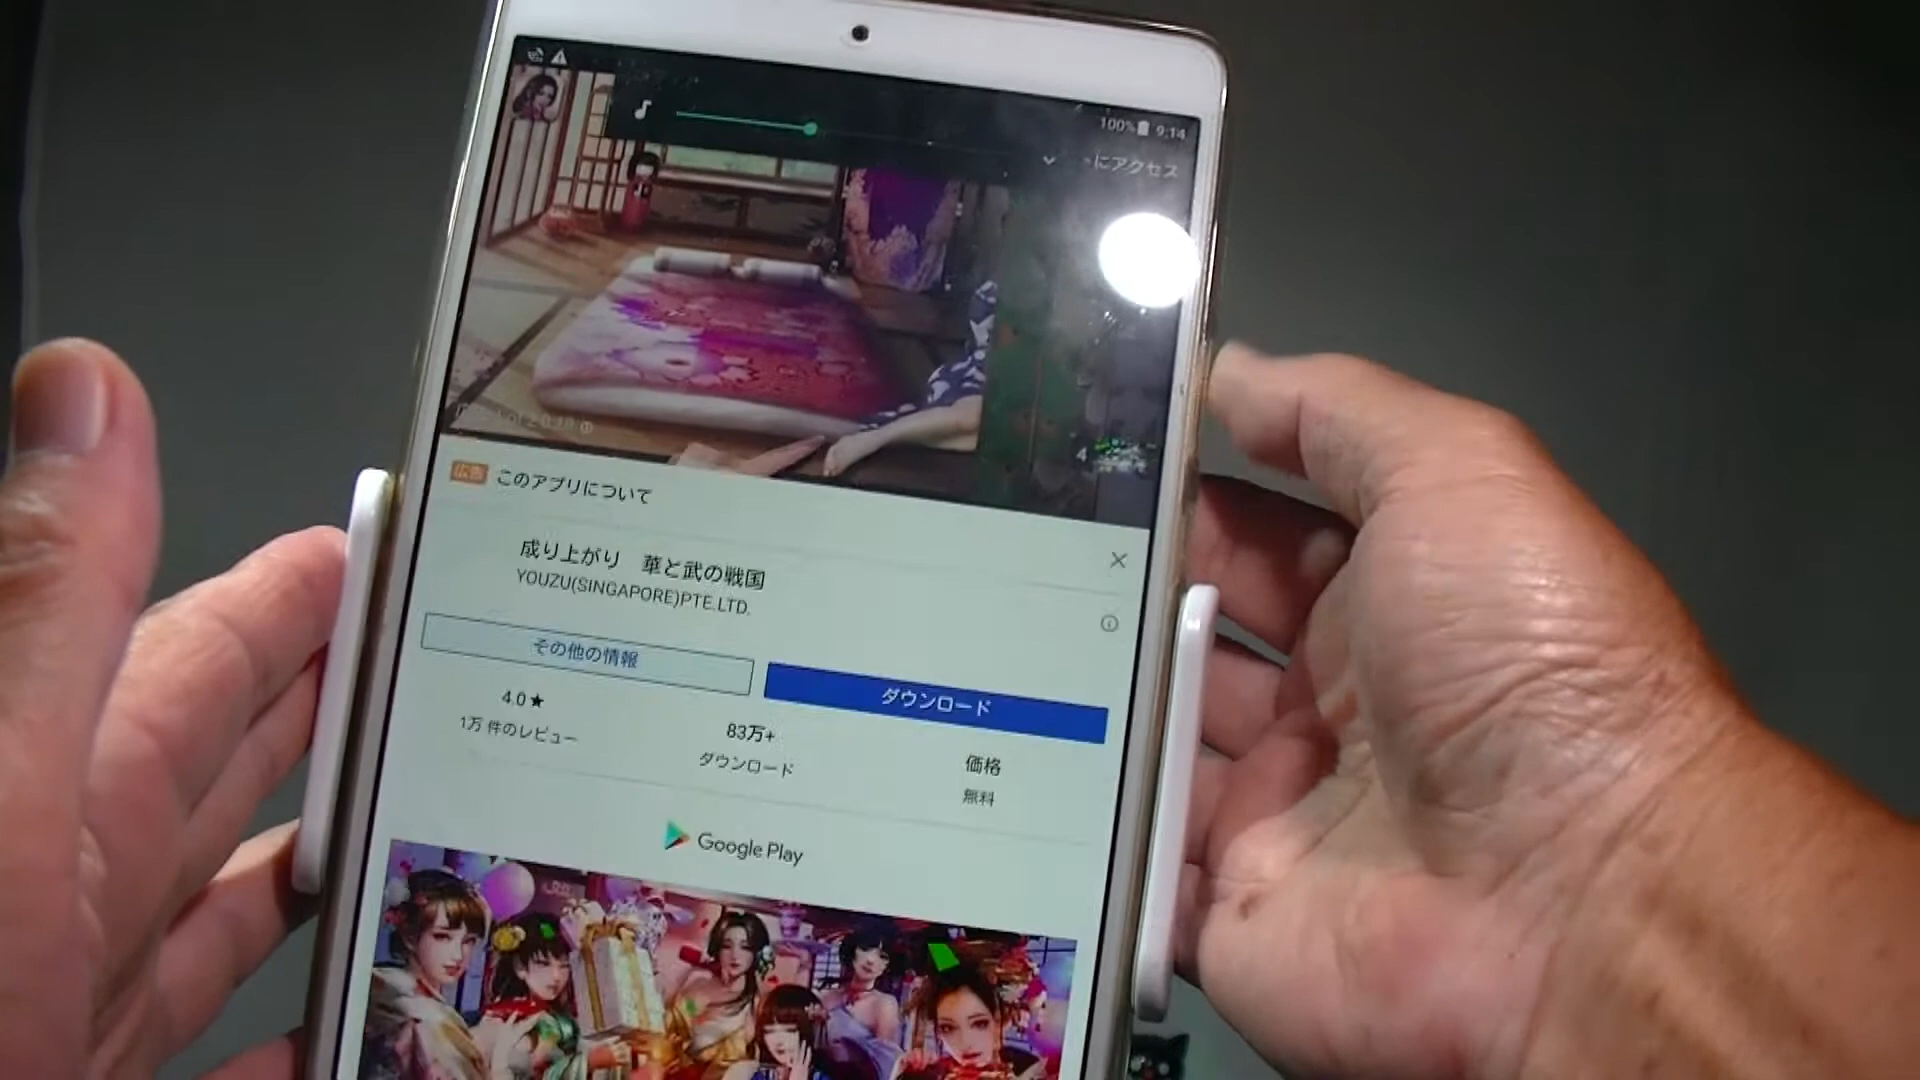 100% 9:14
にアクセス
広告 このアプリについて
成り上がり 華と武の戦国
YOUZU(SINGAPORE)PTE.LTD.
その他の情報
ダウンロード
4.0★
1万 件のレビュー
83万+
ダウンロード
価格
無料
Google Play